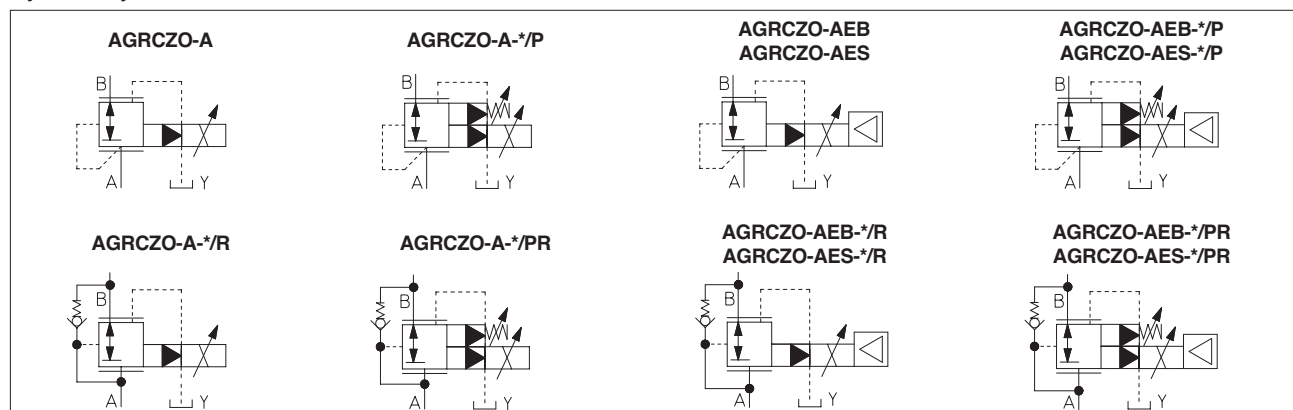 AGRCZO-A
AGRCZO-A-*/P
AGRCZO-AEB
AGRCZO-AES
AGRCZO-AEB-*/P
AGRCZO-AES-*/P
B
A
Y
B
A
Y
B
A
Y
B
A
Y
AGRCZO-A-*/R
AGRCZO-A-*/PR
AGRCZO-AEB-*/R
AGRCZO-AES-*/R
AGRCZO-AEB-*/PR
AGRCZO-AES-*/PR
B
A
Y
B
A
Y
B
A
Y
B
A
Y